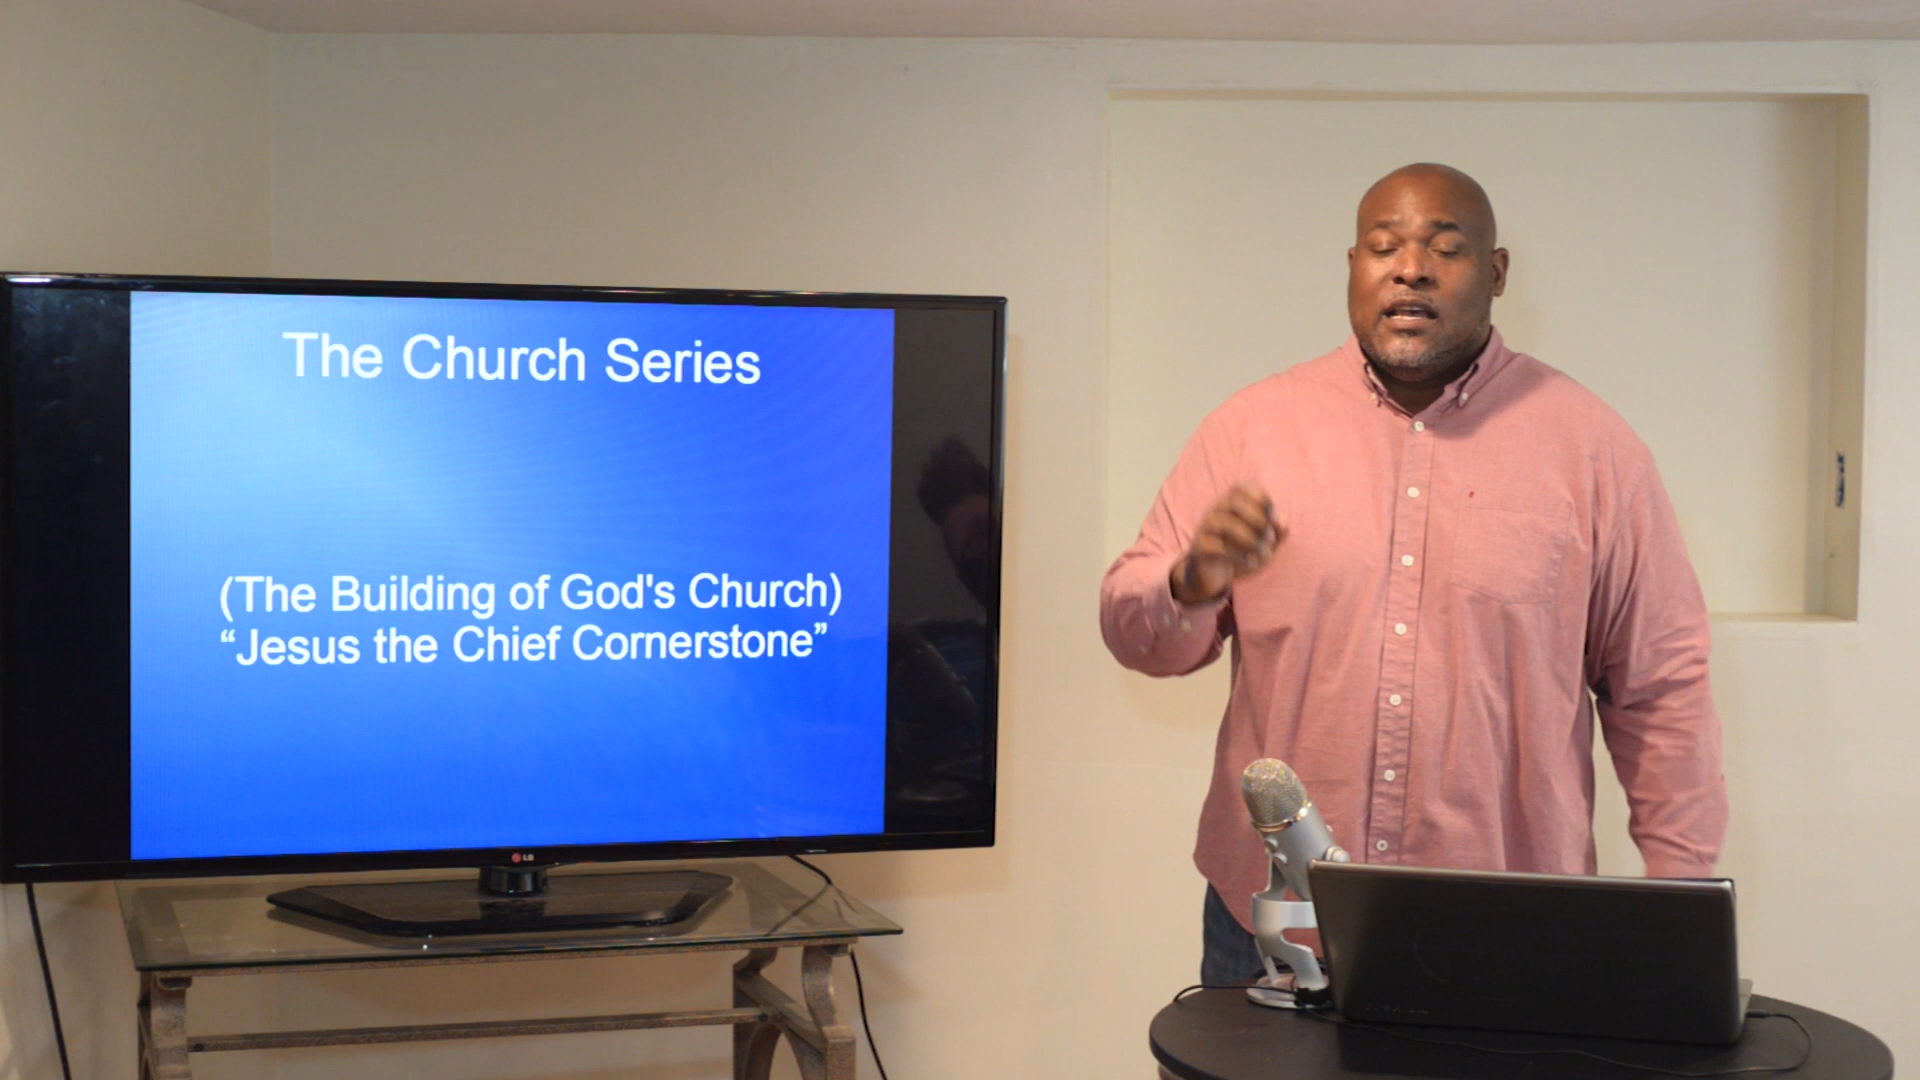 The Church Series
(The Building of God's Church)
“Jesus the Chief Cornerstone”
LG